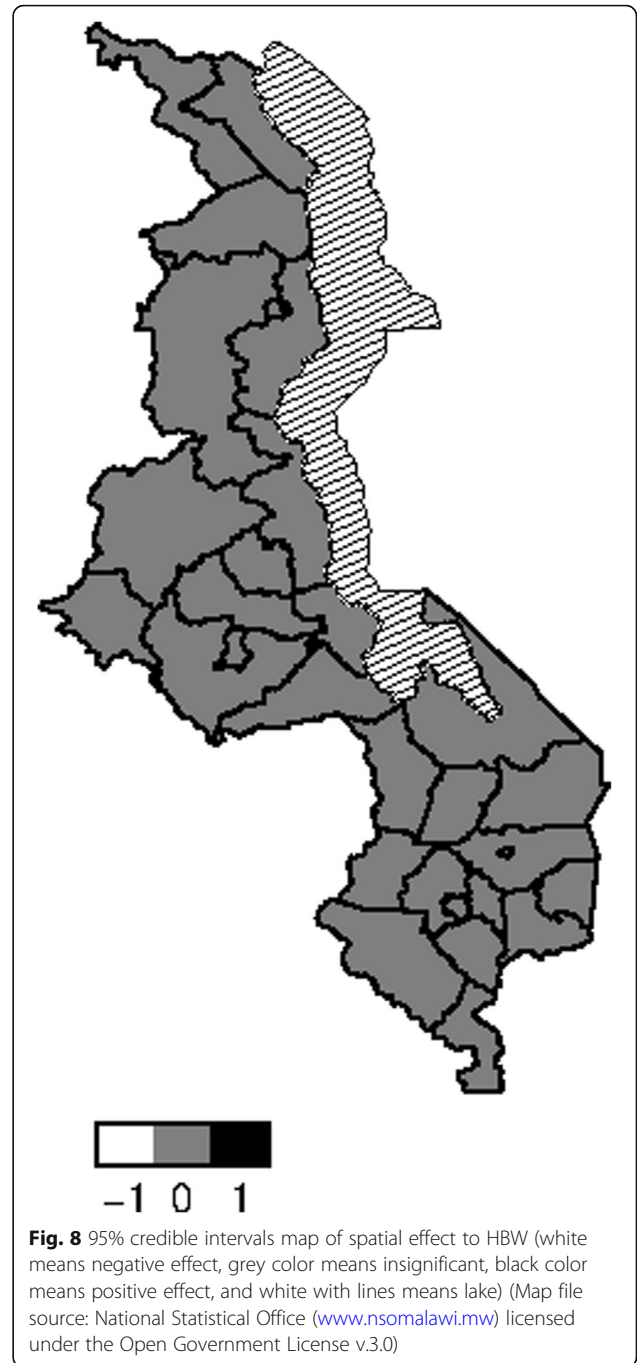 −1 0 1
Fig. 8 95% credible intervals map of spatial effect to HBW (white
means negative effect, grey color means insignificant, black color
means positive effect, and white with lines means lake) (Map file
source: National Statistical Office (www.nsomalawi.mw) licensed
under the Open Government License v.3.0)